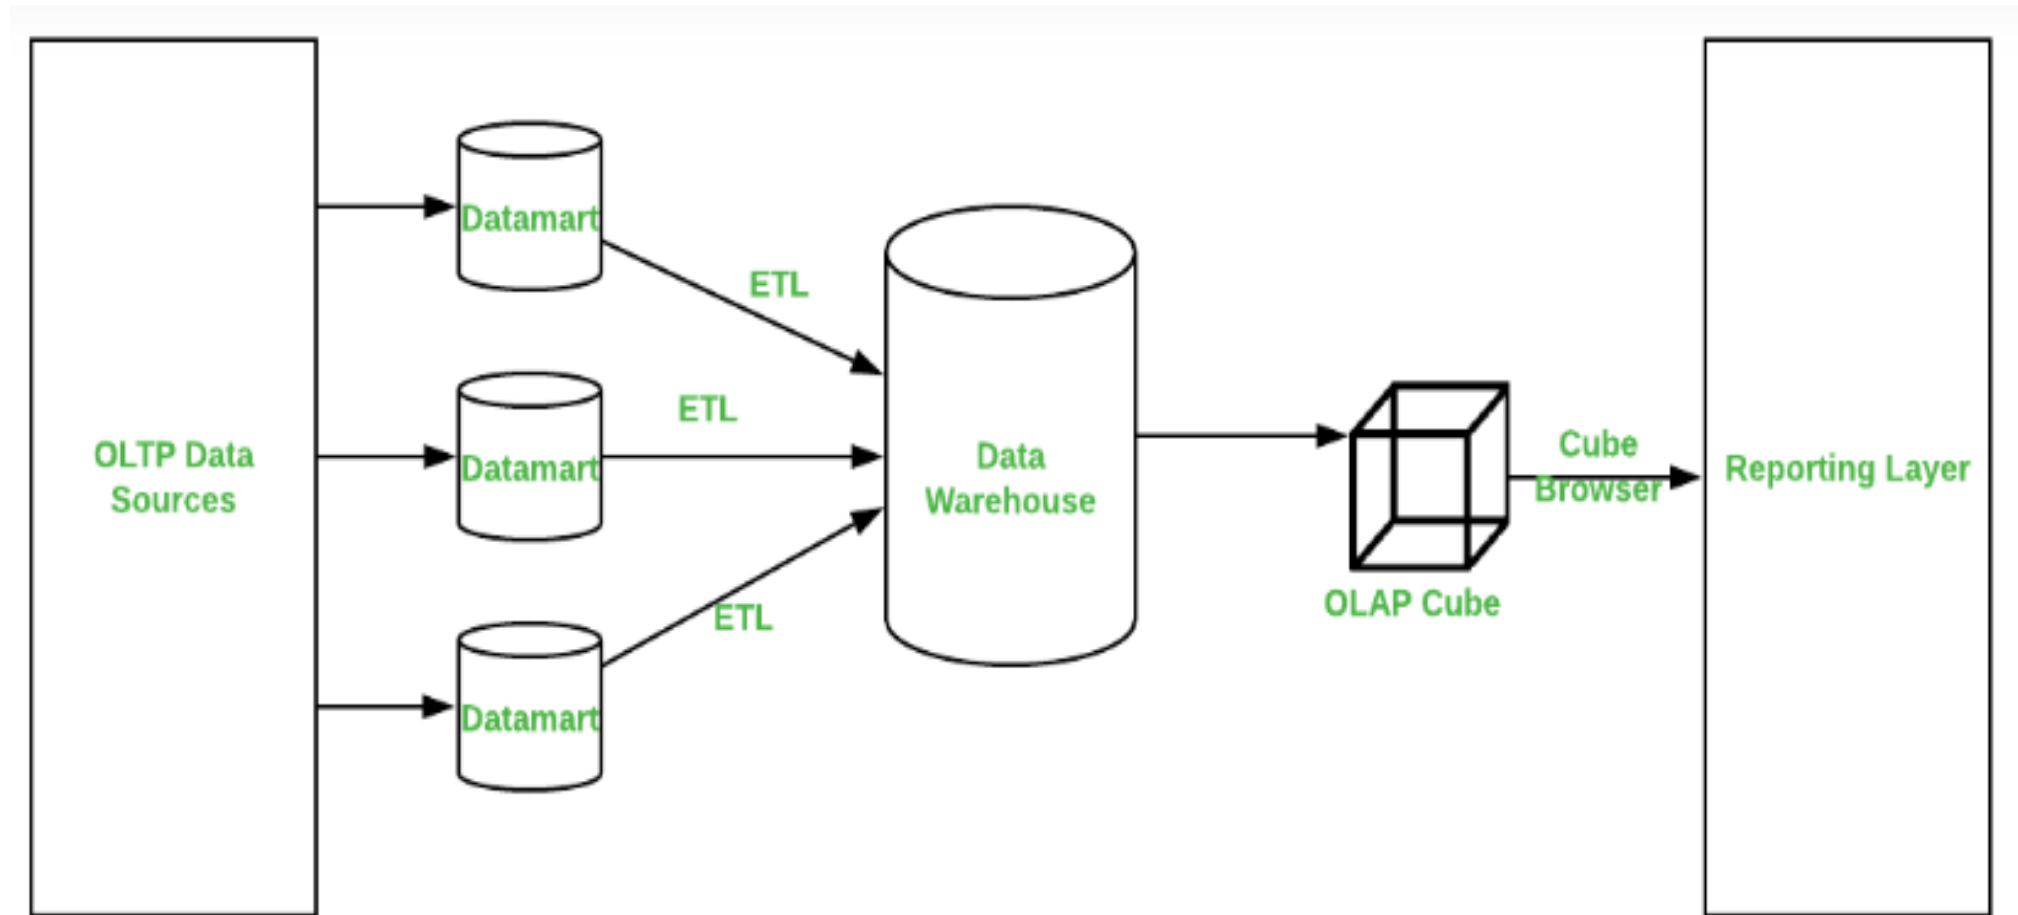 OLTP Data
Sources
Datamart
Datamart
Datamart
ETL
ETL
ETL
Data
Warehouse
OLAP Cube
Cube
Browser
Reporting Layer